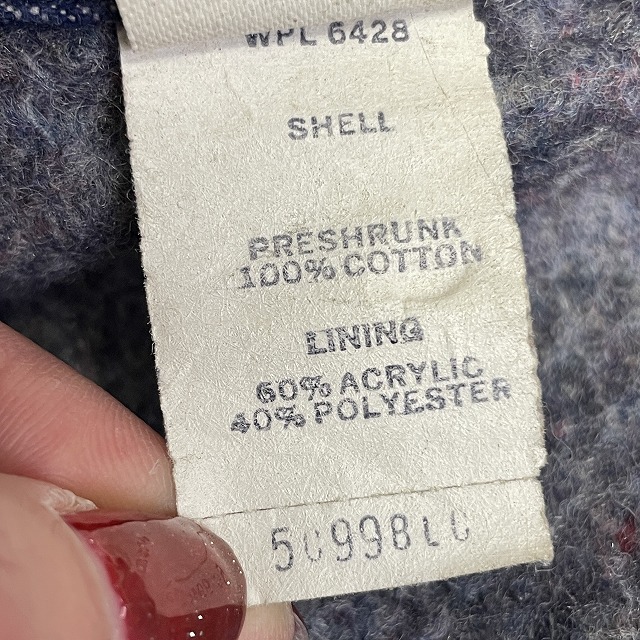 WPL 6428
SHELL
PRESHRUNK
100% COTTON
LINING
60% ACRYLIC
40% POLYESTER